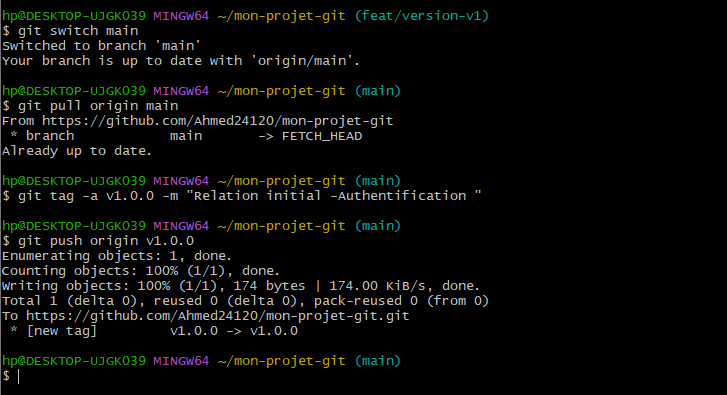 hp@DESKTOP-UJGKO39 MINGW64 ~/mon-projet-git (feat/version-v1)
$ git switch main
Switched to branch 'main'
Your branch is up to date with 'origin/main'.
hp@DESKTOP-UJGKO39 MINGW64 ~/mon-projet-git (main)
$ git pull origin main
From https://github.com/Ahmed24120/mon-projet-git
 * branch            main       -> FETCH_HEAD
Already up to date.
hp@DESKTOP-UJGKO39 MINGW64 ~/mon-projet-git (main)
$ git tag -a v1.0.0 -m "Relation initial -Authentification "
hp@DESKTOP-UJGKO39 MINGW64 ~/mon-projet-git (main)
$ git push origin v1.0.0
Enumerating objects: 1, done.
Counting objects: 100% (1/1), done.
Writing objects: 100% (1/1), 174 bytes | 174.00 KiB/s, done.
Total 1 (delta 0), reused 0 (delta 0), pack-reused 0 (from 0)
To https://github.com/Ahmed24120/mon-projet-git.git
 * [new tag]         v1.0.0 -> v1.0.0
hp@DESKTOP-UJGKO39 MINGW64 ~/mon-projet-git (main)
$